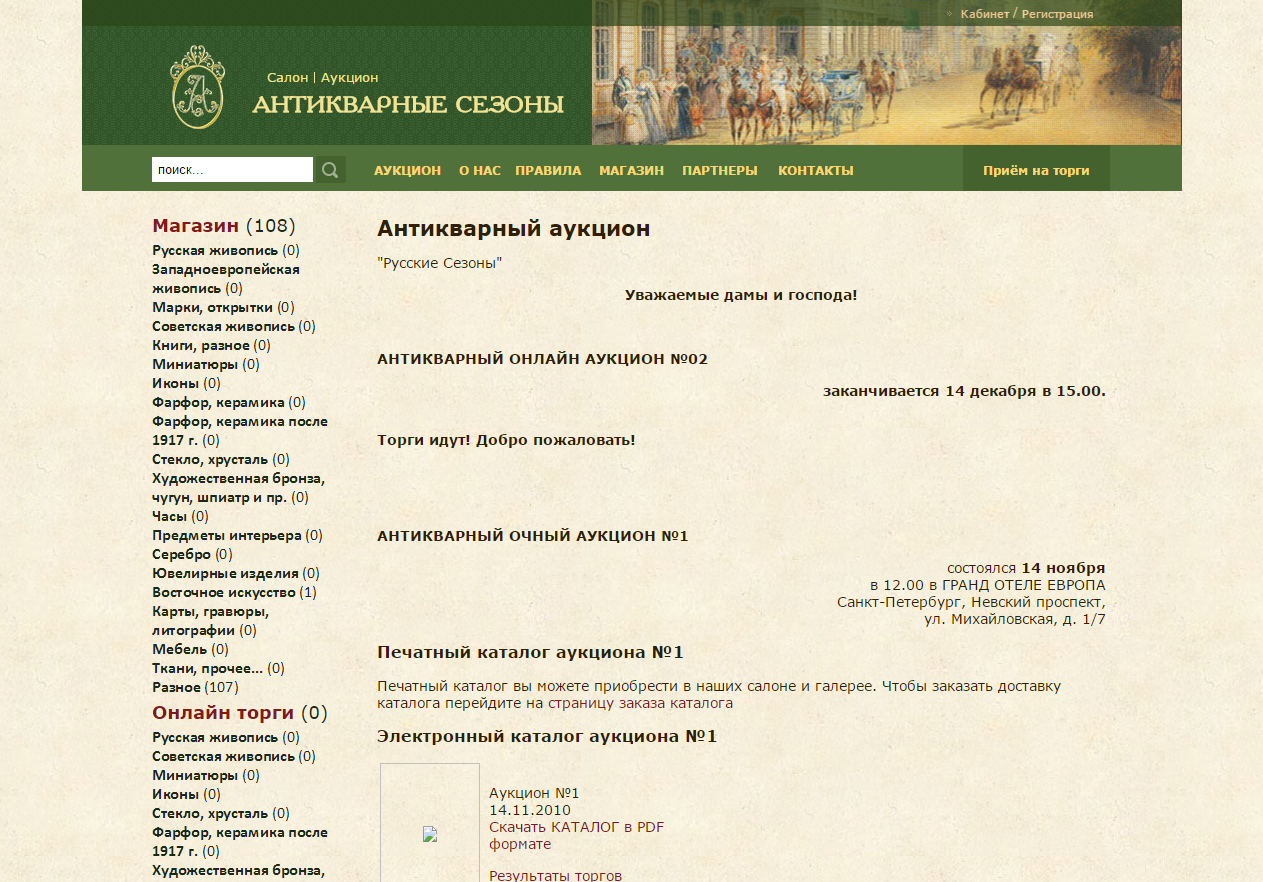 Кабинет / Регистрация
Салон | Аукцион
АНТИКВАРНЫЕ СЕЗОНЫ
поиск...
АУКЦИОН О НАС ПРАВИЛА МАГАЗИН ПАРТНЕРЫ КОНТАКТЫ Приём на торги
Магазин (108)
Русская живопись (0)
Западноевропейская
живопись (0)
Марки, открытки (0)
Советская живопись (0)
Книги, разное (0)
Миниатюры (0)
Иконы (0)
Фарфор, керамика (0)
Фарфор, керамика после
1917 г. (0)
Стекло, хрусталь (0)
Художественная бронза,
чугун, шпиатр и пр. (0)
Часы (0)
Предметы интерьера (0)
Серебро (0)
Ювелирные изделия (0)
Восточное искусство (1)
Карты, гравюры,
литографии (0)
Мебель (0)
Ткани, прочее... (0)
Разное (107)
Онлайн торги (0)
Русская живопись (0)
Советская живопись (0)
Миниатюры (0)
Иконы (0)
Стекло, хрусталь (0)
Фарфор, керамика после
1917 г. (0)
Художественная бронза,
Антикварный аукцион
"Русские Сезоны"
Уважаемые дамы и господа!
АНТИКВАРНЫЙ ОНЛАЙН АУКЦИОН №02
заканчивается 14 декабря в 15.00.
Торги идут! Добро пожаловать!
АНТИКВАРНЫЙ ОЧНЫЙ АУКЦИОН №1
состоялся 14 ноября
в 12.00 в ГРАНД ОТЕЛЕ ЕВРОПА
Санкт-Петербург, Невский проспект,
ул. Михайловская, д. 1/7
Печатный каталог аукциона №1
Печатный каталог вы можете приобрести в наших салоне и галерее. Чтобы заказать доставку
каталога перейдите на страницу заказа каталога
Электронный каталог аукциона №1
Аукцион №1
14.11.2010
Скачать КАТАЛОГ в PDF
формате
Результаты торгов